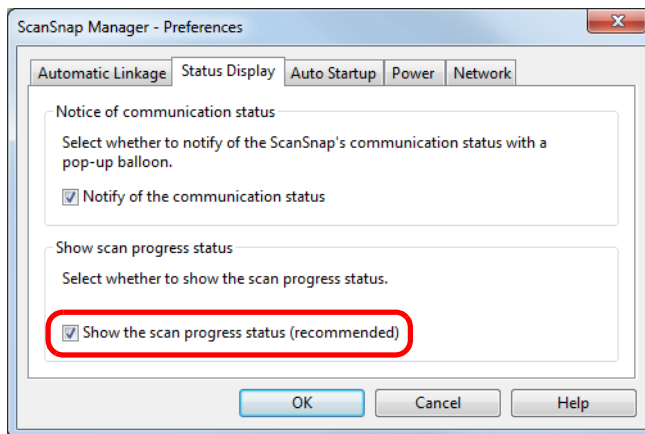 ScanSnap Manager - Preferences
Automatic Linkage Status Display Auto Startup Power Network
Notice of communication status
Select whether to notify of the ScanSnap's communication status with a
pop-up balloon.
Notify of the communication status
Show scan progress status
Select whether to show the scan progress status.
Show the scan progress status (recommended)
OK Cancel Help